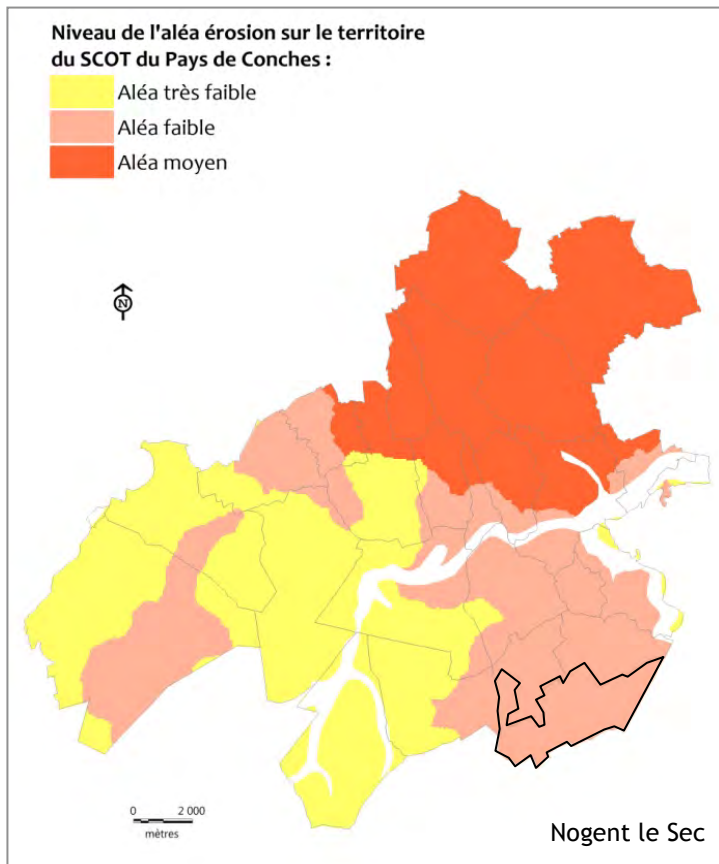 Niveau de l'aléa érosion sur le territoire
du SCOT du Pays de Conches :
Aléa très faible
Aléa faible
Aléa moyen
N
0 2 000
mètres
Nogent le Sec